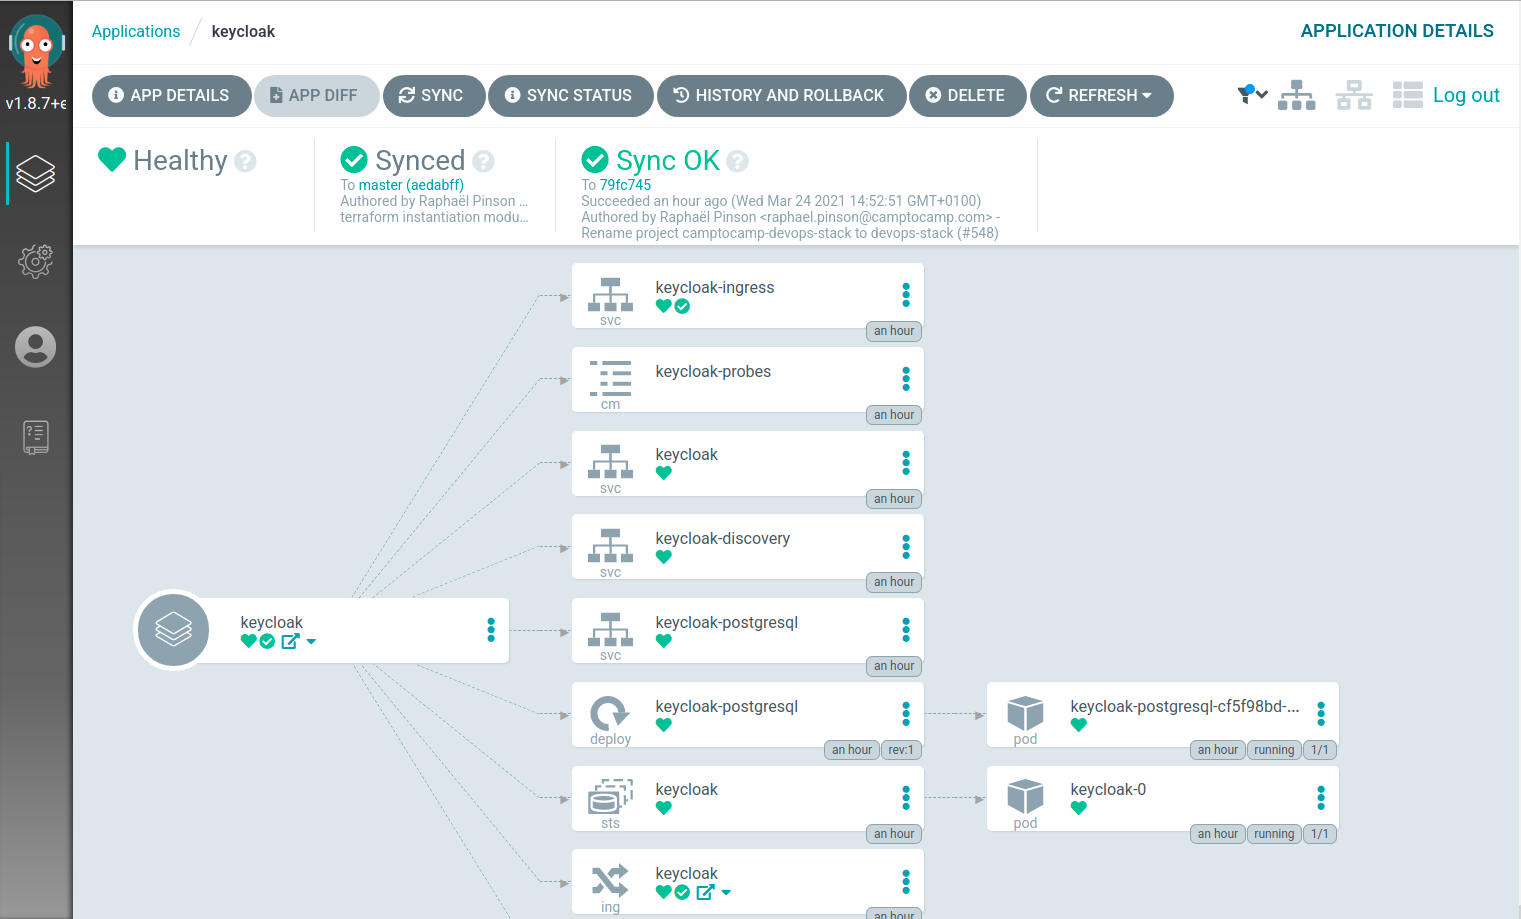 v1.8.7+e
Applications / keycloak
APPLICATION DETAILS
APP DETAILS
APP DIFF
SYNC
SYNC STATUS
HISTORY AND ROLLBACK
DELETE
REFRESH
Log out
Healthy
Synced
To master (aedabff)
Authored by Raphaël Pinson ...
terraform instantiation modu...
Sync OK
To 79fc745
Succeeded an hour ago (Wed Mar 24 2021 14:52:51 GMT+0100)
Authored by Raphaël Pinson <raphael.pinson@camptocamp.com> -
Rename project camptocamp-devops-stack to devops-stack (#548)
keycloak
keycloak-ingress
svc
an hour
keycloak-probes
cm
an hour
keycloak
svc
an hour
keycloak-discovery
svc
an hour
keycloak-postgresql
svc
an hour
keycloak-postgresql
deploy
an hour rev:1
keycloak-postgresql-cf5f98bd-...
pod
an hour running 1/1
keycloak
sts
an hour
keycloak-0
pod
an hour running 1/1
keycloak
ing
an hour